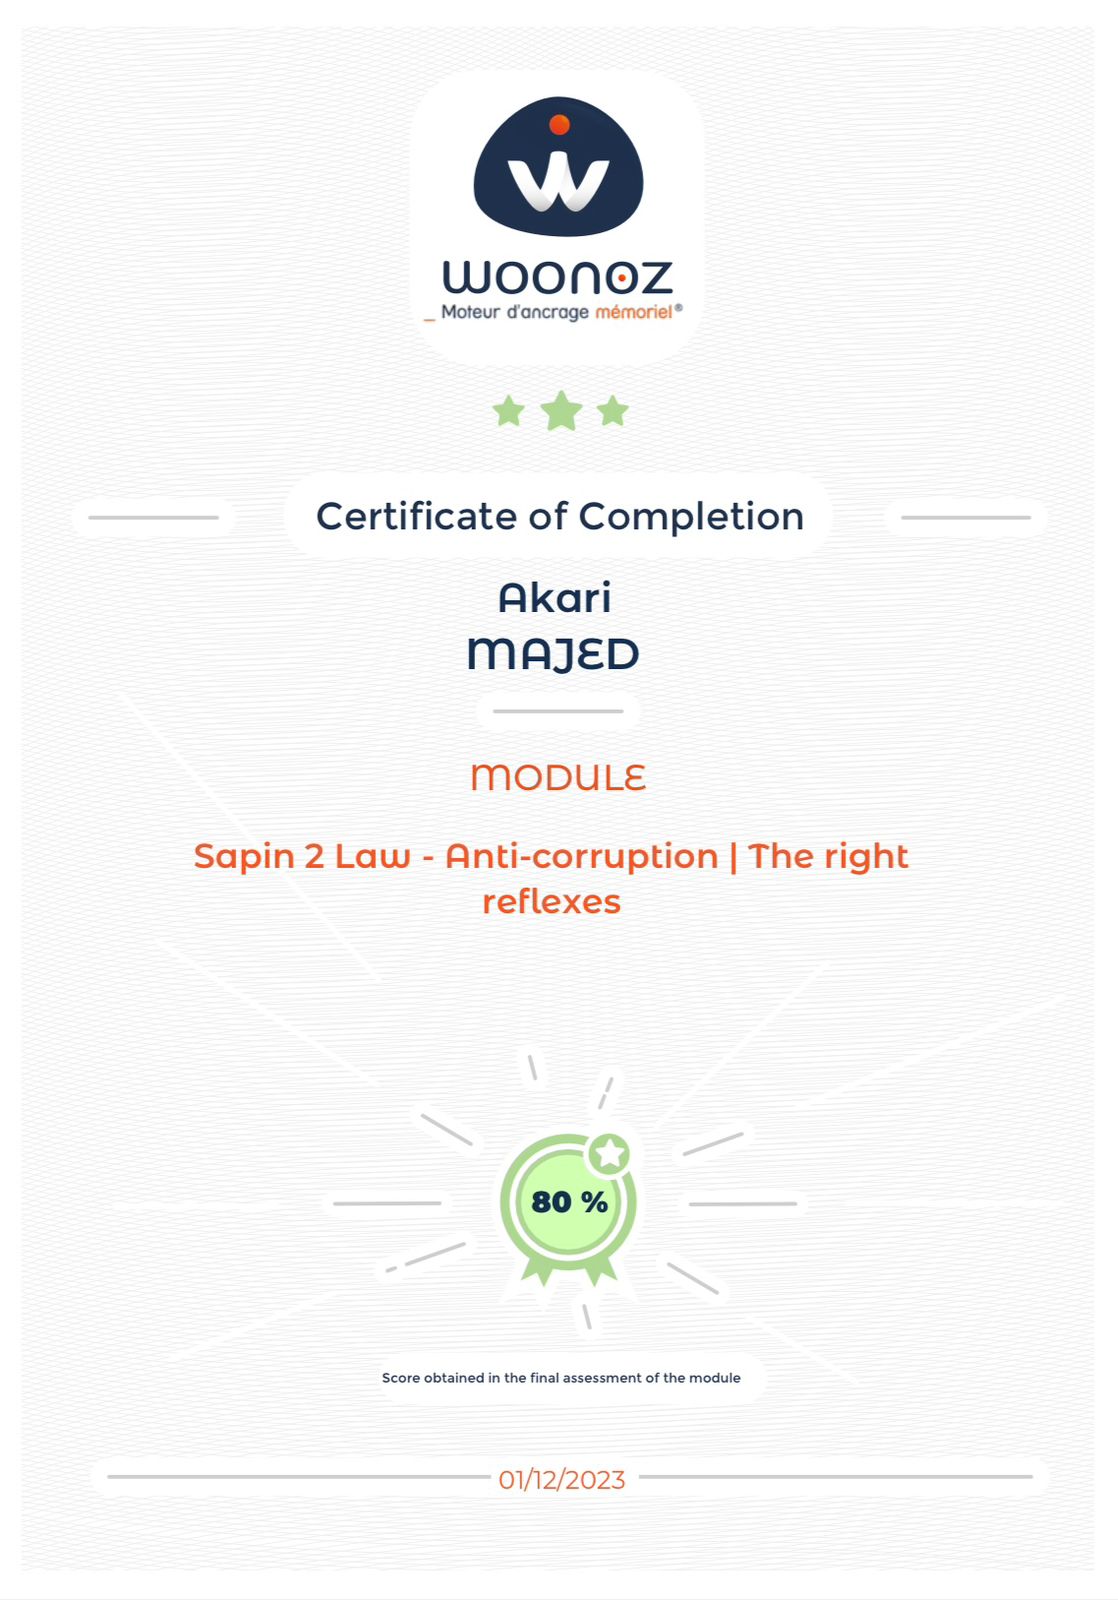 woonoz
_ Moteur d'ancrage mémoriel®
Certificate of Completion
Akari
MAJED
MODULE
Sapin 2 Law - Anti-corruption | The right
reflexes
80 %
Score obtained in the final assessment of the module
01/12/2023